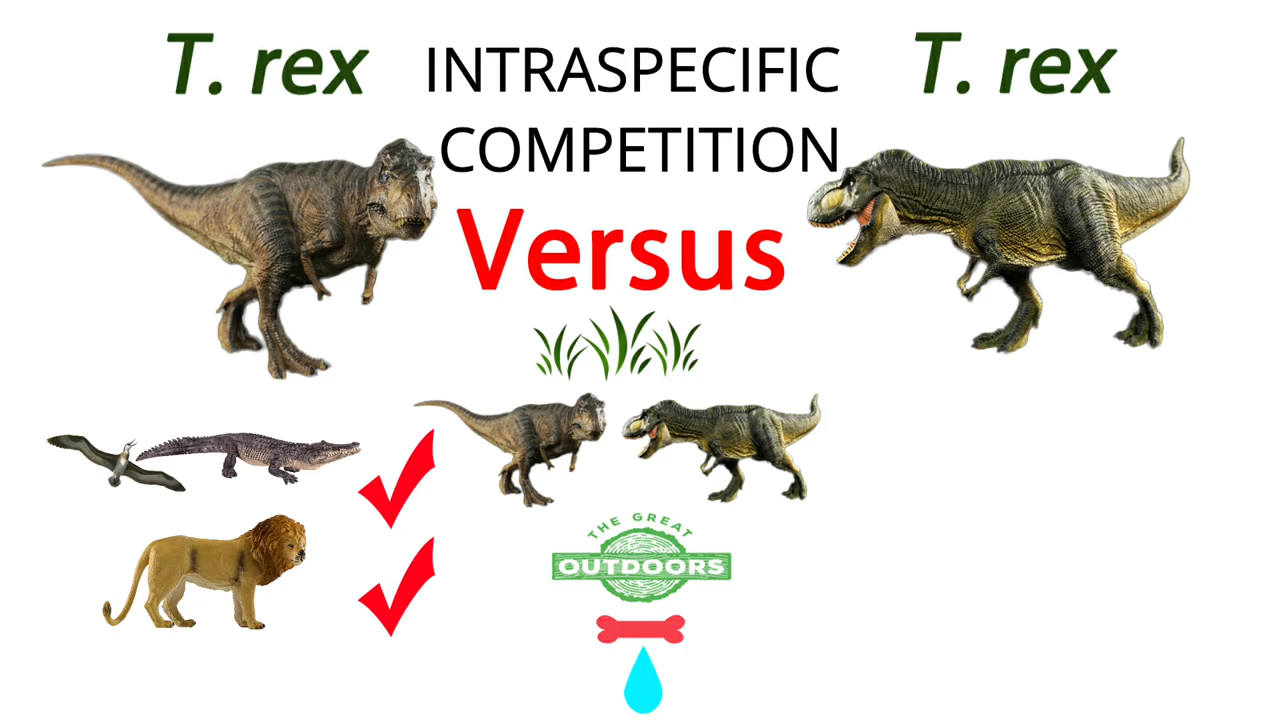 T. rex
INTRASPECIFIC
T. rex
COMPETITION
Versus
THE GREAT
OUTDOORS